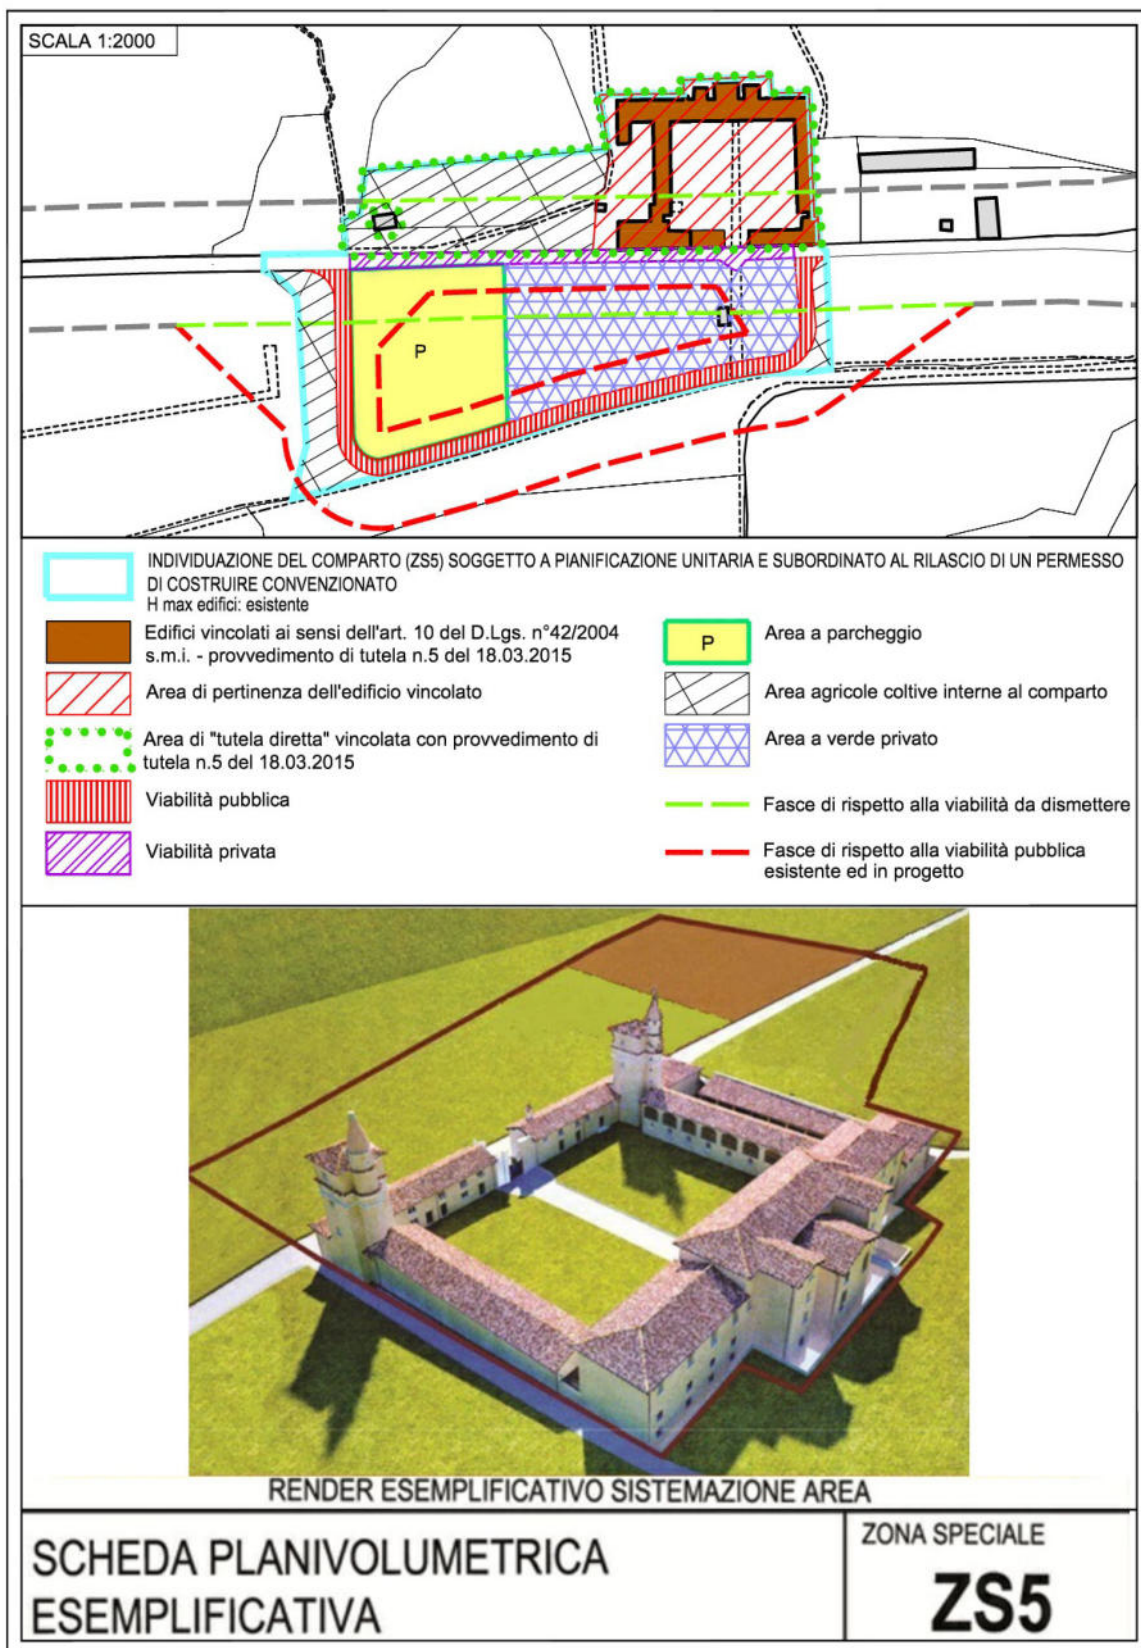 SCALA 1:2000
P
INDIVIDUAZIONE DEL COMPARTO (ZS5) SOGGETTO A PIANIFICAZIONE UNITARIA E SUBORDINATO AL RILASCIO DI UN PERMESSO
DI COSTRUIRE CONVENZIONATO
H max edifici: esistente
Edifici vincolati ai sensi dell'art. 10 del D.Lgs. n°42/2004
s.m.i. - provvedimento di tutela n.5 del 18.03.2015
Area di pertinenza dell'edificio vincolato
Area di "tutela diretta" vincolata con provvedimento di
tutela n.5 del 18.03.2015
Viabilità pubblica
Viabilità privata
P
Area a parcheggio
Area agricole coltive interne al comparto
Area a verde privato
Fasce di rispetto alla viabilità da dismettere
Fasce di rispetto alla viabilità pubblica
esistente ed in progetto
RENDER ESEMPLIFICATIVO SISTEMAZIONE AREA
SCHEDA PLANIVOLUMETRICA
ESEMPLIFICATIVA
ZONA SPECIALE
ZS5